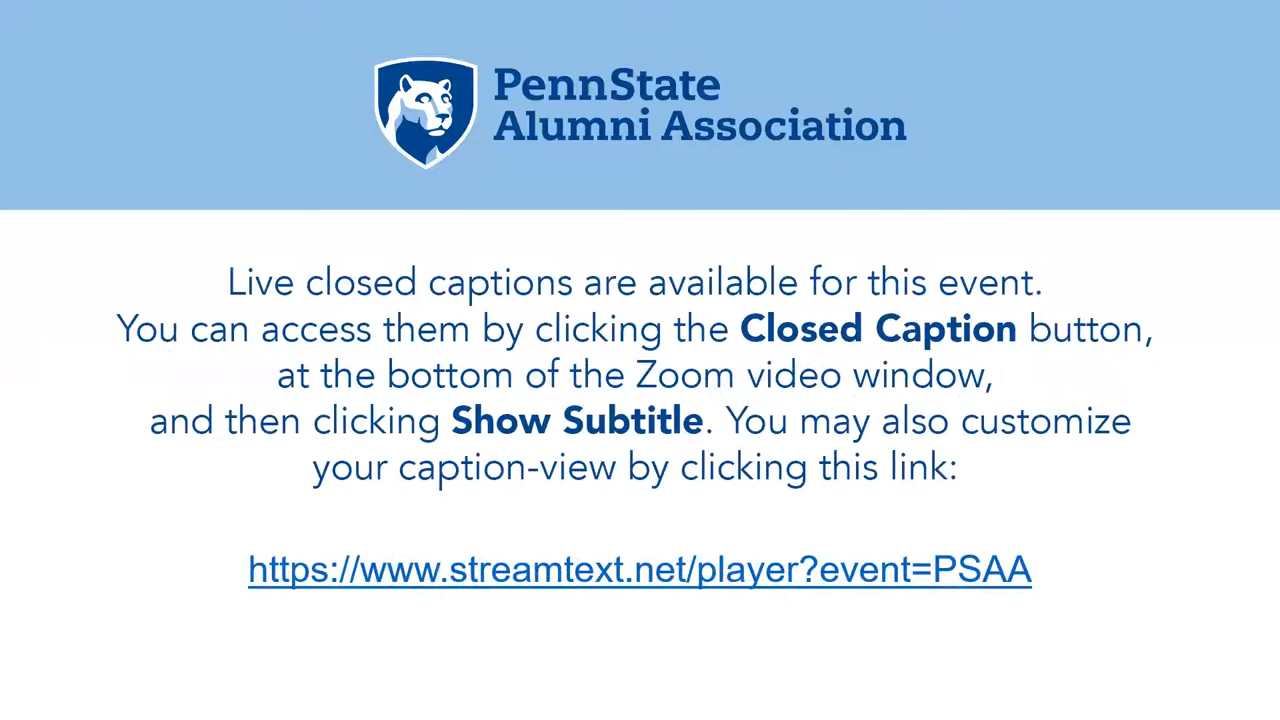 PennState
Alumni Association
Live closed captions are available for this event.
You can access them by clicking the Closed Caption button,
at the bottom of the Zoom video window,
and then clicking Show Subtitle. You may also customize
your caption-view by clicking this link:
https://www.streamtext.net/player?event=PSAA